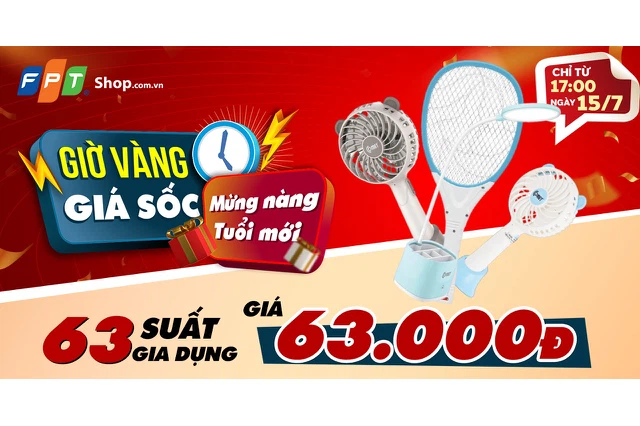 FPT Shop.com.vn
CHỈ TỪ
17:00
NGÀY 15/7
GIỜ VÀNG
GIÁ SỐC
Mừng nàng
Tuổi mới
63 SUẤT
GIA DỤNG
GIÁ
63.000Đ